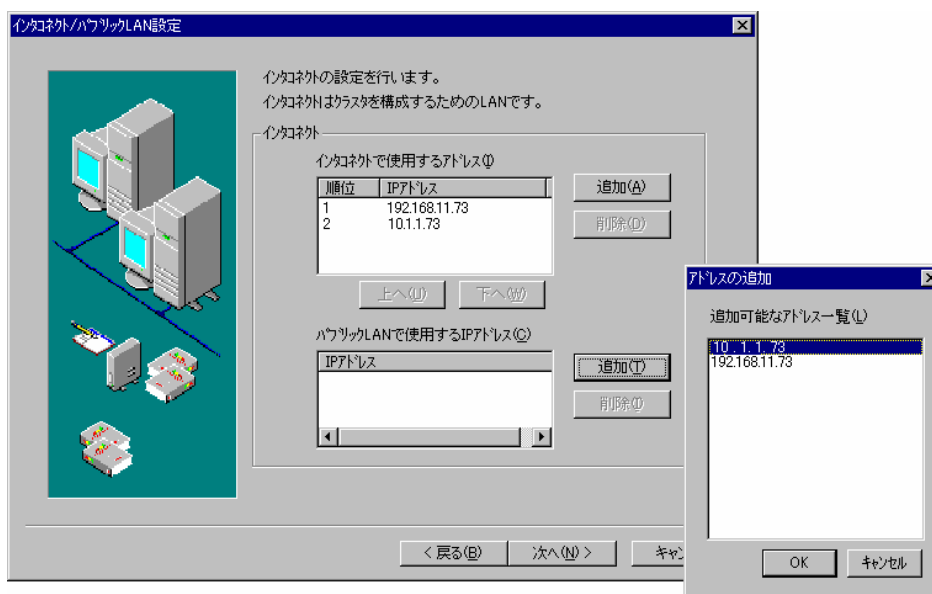 インタコネクト/パブリックLAN設定
インタコネクトの設定を行います。
インタコネクトはクラスタを構成するためのLANです。
インタコネクト
インタコネクトで使用するアドレス(I)
順位 IPアドレス
1 192.168.11.73
2 10.1.1.73
追加(A)
削除(D)
上へ(U) 下へ(W)
パブリックLANで使用するIPアドレス(C)
IPアドレス
追加(T)
削除(I)
< 戻る(B) 次へ(N) > キャン
アドレスの追加
追加可能なアドレス一覧(L)
10 . 1. 1. 73
192.168.11.73
OK キャンセル